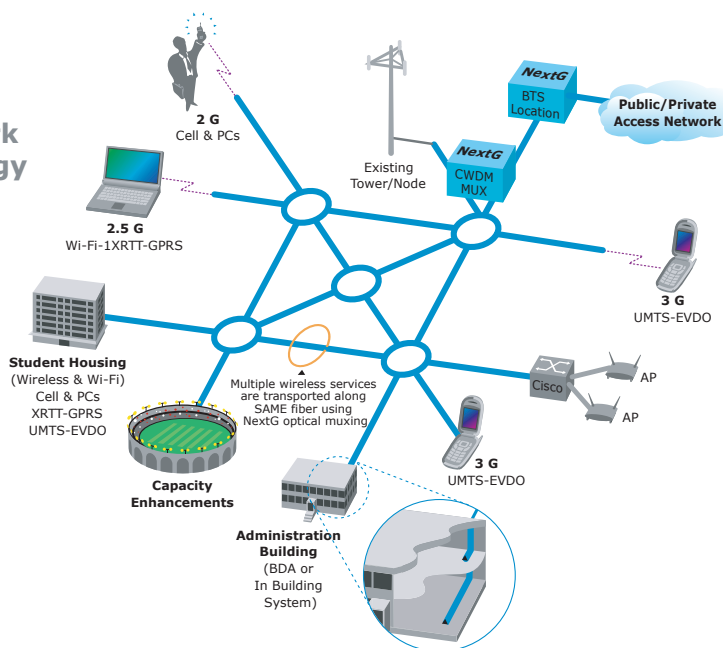 2 G
Cell & PCs
NextG
BTS
Location
Public/Private
Access Network
rk
gy
Existing
Tower/Node
NextG
CWDM
MUX
2.5 G
Wi-Fi-1XRTT-GPRS
3 G
UMTS-EVDO
Student Housing
(Wireless & Wi-Fi)
Cell & PCs
XRTT-GPRS
UMTS-EVDO
Multiple wireless services
are transported along
SAME fiber using
NextG optical muxing
Cisco
AP
AP
Capacity
Enhancements
3 G
UMTS-EVDO
Administration
Building
(BDA or
In Building
System)